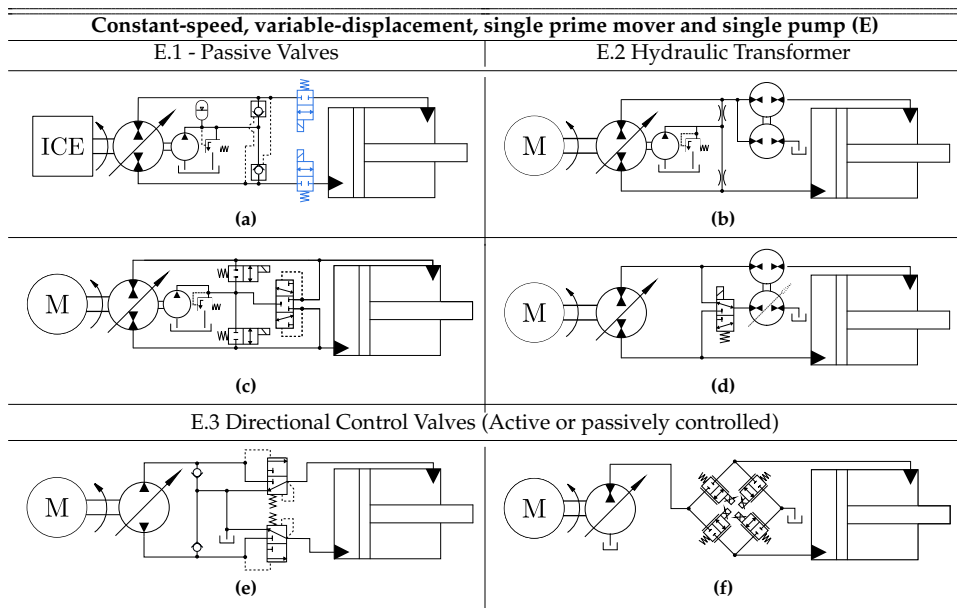 Constant-speed, variable-displacement, single prime mover and single pump (E)
E.1 - Passive Valves
E.2 Hydraulic Transformer
ICE
M
(a)
(b)
M
M
(c)
(d)
E.3 Directional Control Valves (Active or passively controlled)
M
M
(e)
(f)